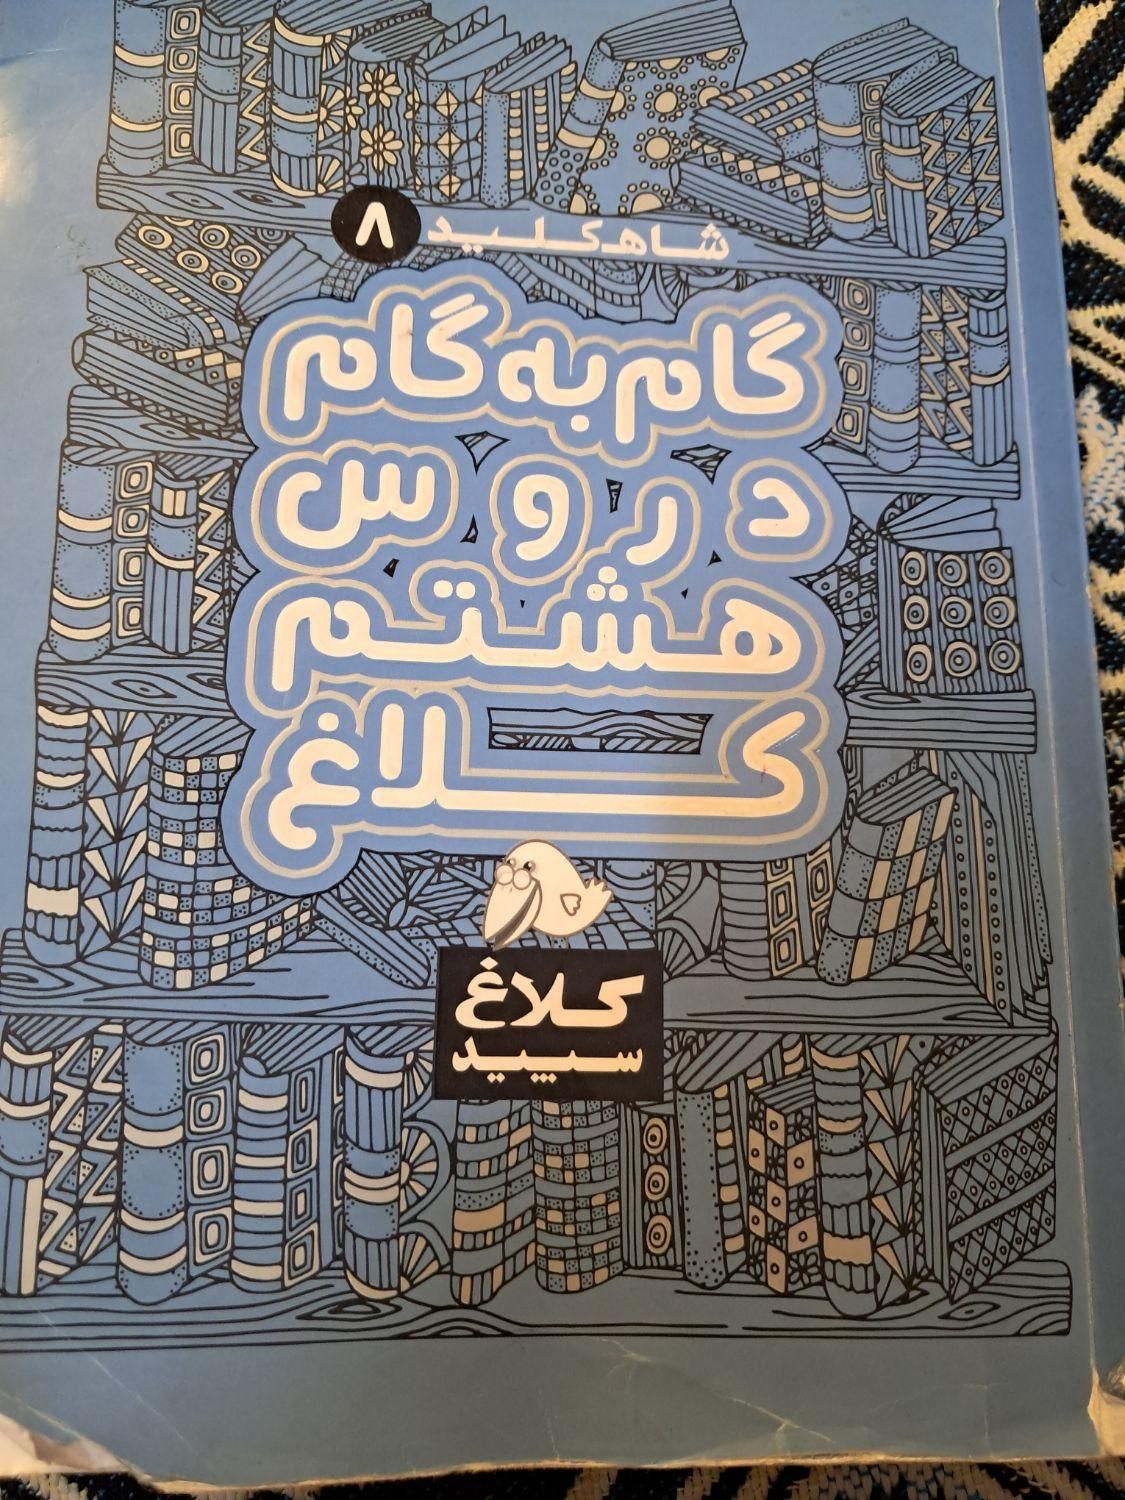 شاه‌کلید ۸
گام به گام
دروس
هشتم
کلاغ
کلاغ
سپید